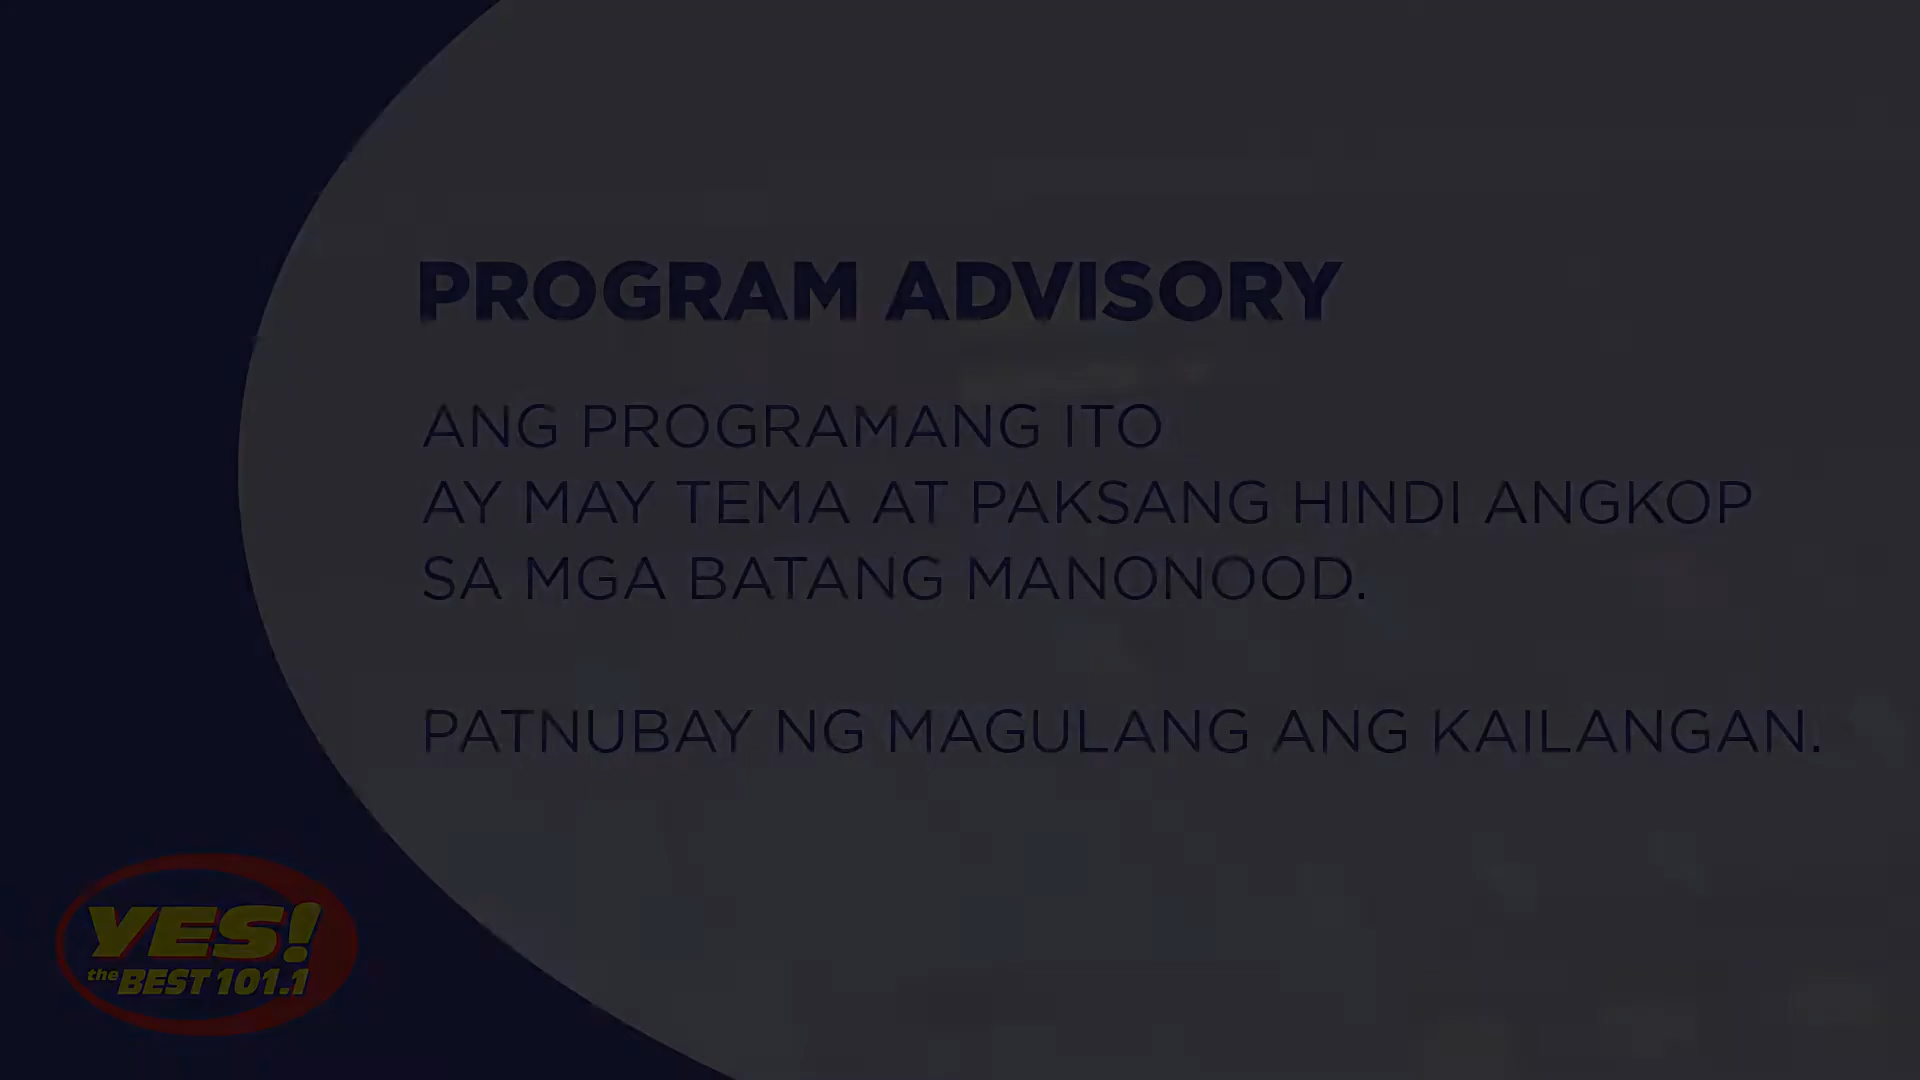 PROGRAM ADVISORY
ANG PROGRAMANG ITO
AY MAY TEMA AT PAKSANG HINDI ANGKOP
SA MGA BATANG MANONOOD.
PATNUBAY NG MAGULANG ANG KAILANGAN.
YES!
the BEST 101.1